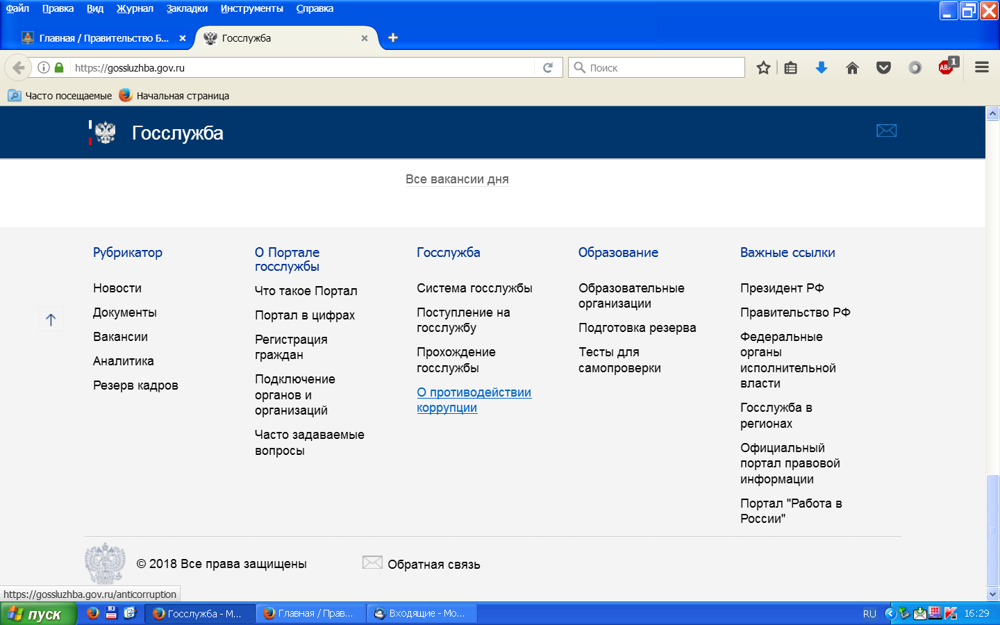 Файл Правка Вид Журнал Закладки Инструменты Справка
Главная / Правительство Б... Госслужба
https://gossluzhba.gov.ru Поиск ABP 1
Часто посещаемые Начальная страница
Госслужба
Все вакансии дня
Рубрикатор
Новости
Документы
Вакансии
Аналитика
Резерв кадров
О Портале
госслужбы
Что такое Портал
Портал в цифрах
Регистрация
граждан
Подключение
органов и
организаций
Часто задаваемые
вопросы
Госслужба
Система госслужбы
Поступление на
госслужбу
Прохождение
госслужбы
О противодействии
коррупции
Образование
Образовательные
организации
Подготовка резерва
Тесты для
самопроверки
Важные ссылки
Президент РФ
Правительство РФ
Федеральные
органы
исполнительной
власти
Госслужба в
регионах
Официальный
портал правовой
информации
Портал "Работа в
России"
© 2018 Все права защищены Обратная связь
https://gossluzhba.gov.ru/anticorruption
пуск Госслужба - M... Главная / Прав... Входящие - Mo... RU 16:29